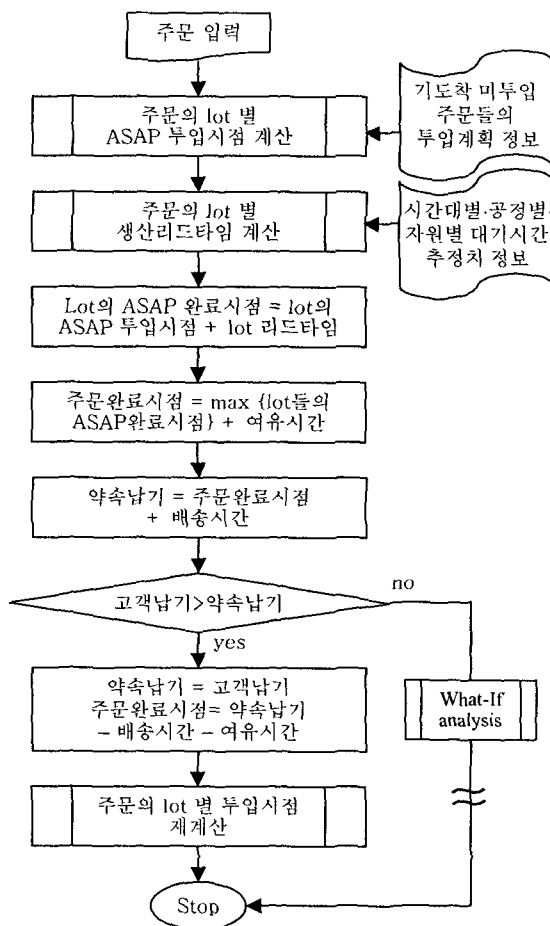 주문 입력
주문의 lot 별
ASAP 투입시점 계산
기도착 미투입
주문들의
투입계획 정보
주문의 lot 별
생산리드타임 계산
시간대별·공정별·
자원별 대기시간
추정치 정보
Lot의 ASAP 완료시점 = lot의
ASAP 투입시점 + lot 리드타임
주문완료시점 = max {lot들의
ASAP완료시점} + 여유시간
약속납기 = 주문완료시점
+ 배송시간
고객납기>약속납기
no
yes
약속납기 = 고객납기
주문완료시점= 약속납기
– 배송시간 – 여유시간
What-If
analysis
주문의 lot 별 투입시점
재계산
Stop